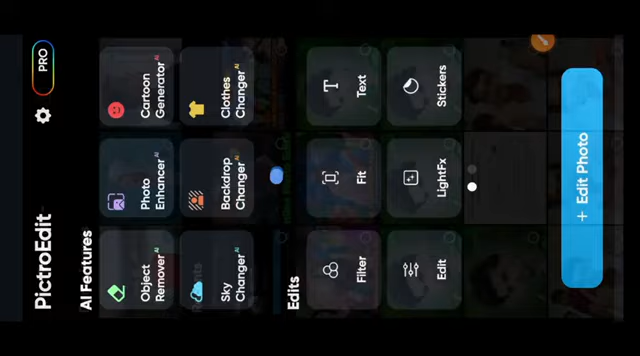 PictroEdit
PRO
AI Features
Object
Remover AI
Photo
Enhancer AI
Cartoon
Generator AI
Sky
Changer AI
Backdrop
Changer AI
Clothes
Changer AI
Edits
Filter
Fit
Text
Edit
LightFx
Stickers
+ Edit Photo